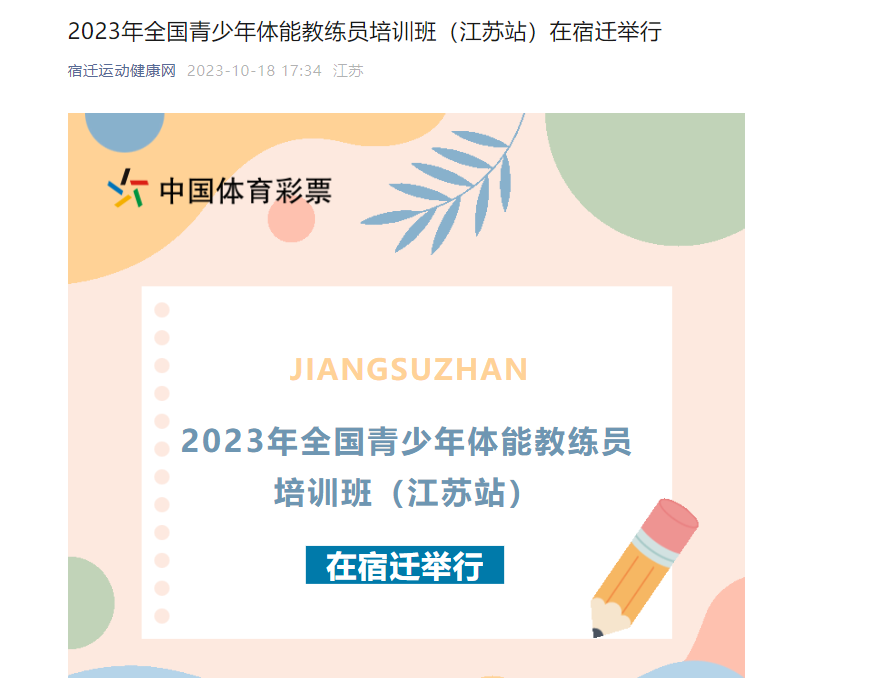 2023年全国青少年体能教练员培训班（江苏站）在宿迁举行
宿迁运动健康网 2023-10-18 17:34 江苏
中国体育彩票
JIANGSUZHAN
2023年全国青少年体能教练员
培训班（江苏站）
在宿迁举行